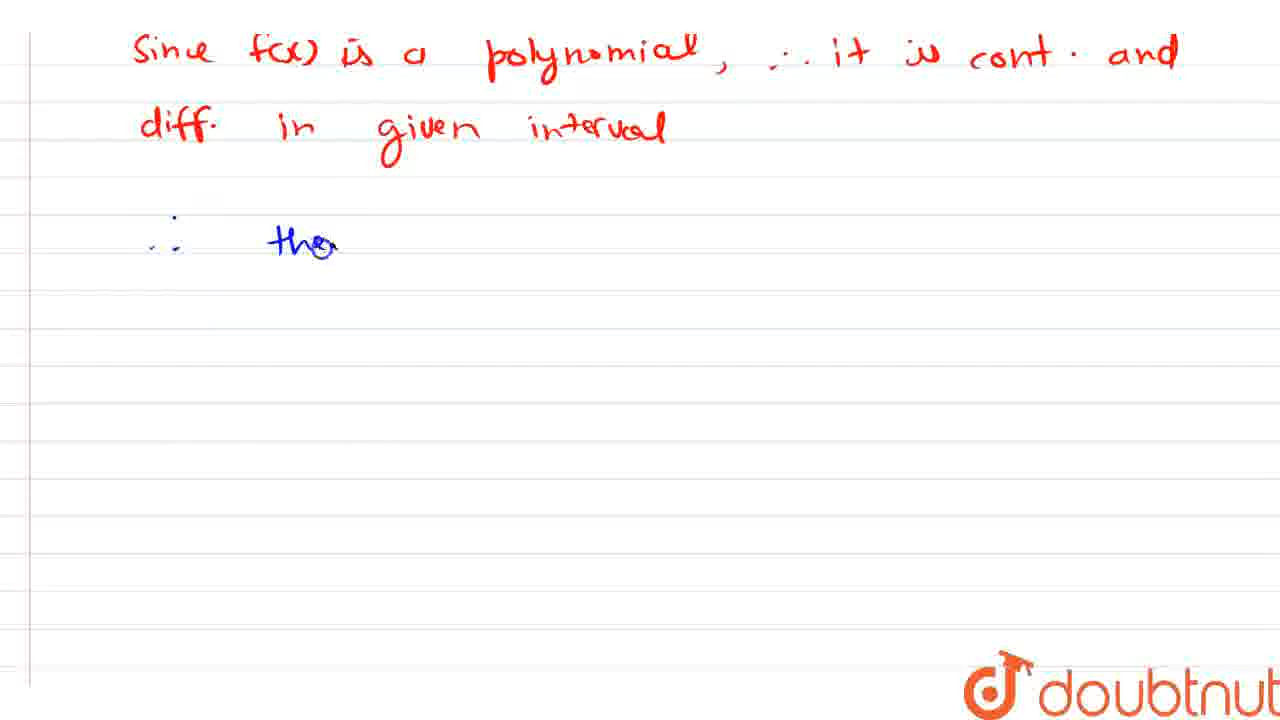 Since f(x) is a polynomial, ∴ it is cont. and
diff. in given interval
∴ the
doubtnut